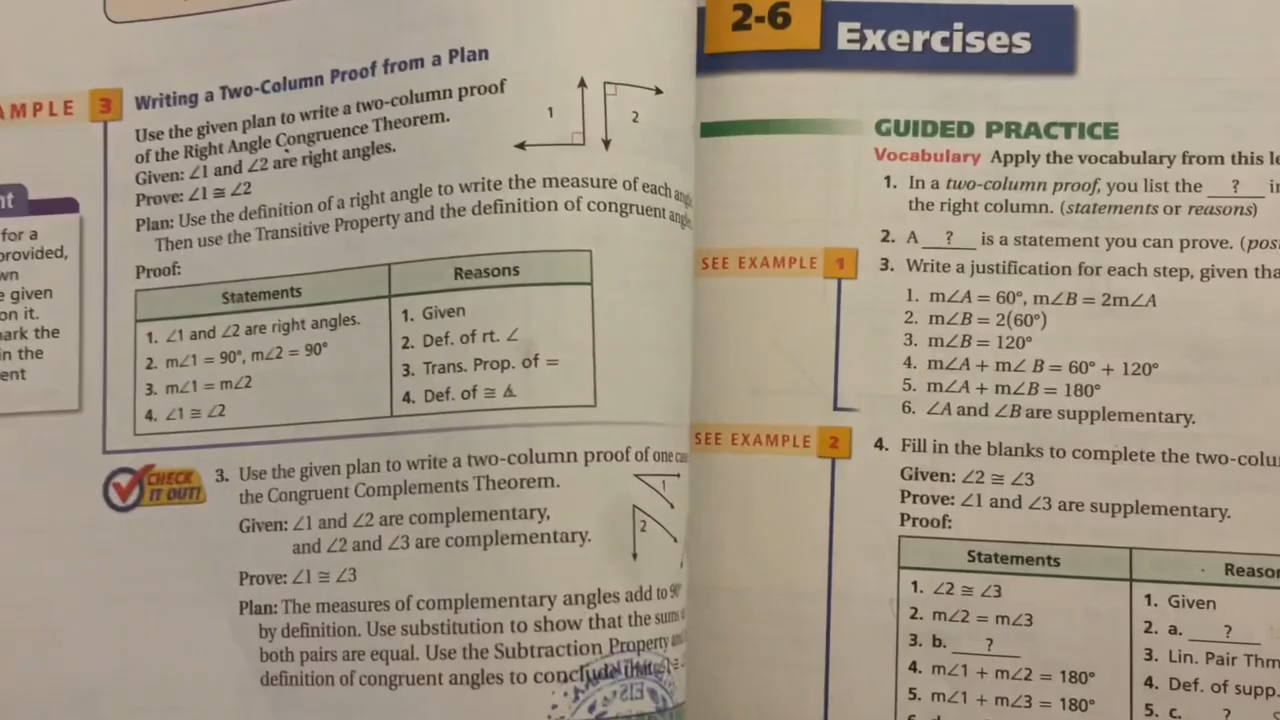 AMPLE 3
Writing a Two-Column Proof from a Plan
Use the given plan to write a two-column proof
of the Right Angle Congruence Theorem.
Given: ∠1 and ∠2 are right angles.
Prove: ∠1 ≅ ∠2
1
2
Plan: Use the definition of a right angle to write the measure of each
Then use the Transitive Property and the definition of congruent
Proof:
Statements
Reasons
1. ∠1 and ∠2 are right angles.
1. Given
2. m∠1 = 90°, m∠2 = 90°
2. Def. of rt. ∠
3. m∠1 = m∠2
3. Trans. Prop. of =
4. ∠1 ≅ ∠2
4. Def. of ≅ ∡
nt
for a
provided,
wn
e given
on it.
ark the
in the
ent
CHECK
IT OUT!
3. Use the given plan to write a two-column proof of one
the Congruent Complements Theorem.
Given: ∠1 and ∠2 are complementary,
and ∠2 and ∠3 are complementary.
Prove: ∠1 ≅ ∠3
1
2
Plan: The measures of complementary angles add to
by definition. Use substitution to show that the sums
both pairs are equal. Use the Subtraction Property
definition of congruent angles to conclude that
2-6
Exercises
GUIDED PRACTICE
Vocabulary Apply the vocabulary from this le
1. In a two-column proof, you list the ? i
the right column. (statements or reasons)
2. A ? is a statement you can prove. (pos
SEE EXAMPLE 1
3. Write a justification for each step, given tha
1. m∠A = 60°, m∠B = 2m∠A
2. m∠B = 2(60°)
3. m∠B = 120°
4. m∠A + m∠ B = 60° + 120°
5. m∠A + m∠B = 180°
6. ∠A and ∠B are supplementary.
SEE EXAMPLE 2
4. Fill in the blanks to complete the two-colu
Given: ∠2 ≅ ∠3
Prove: ∠1 and ∠3 are supplementary.
Proof:
Statements
Reaso
1. ∠2 ≅ ∠3
1. Given
2. m∠2 = m∠3
2. a. ?
3. b. ?
3. Lin. Pair Thm
4. m∠1 + m∠2 = 180°
4. Def. of supp.
5. m∠1 + m∠3 = 180°
5. c. ?